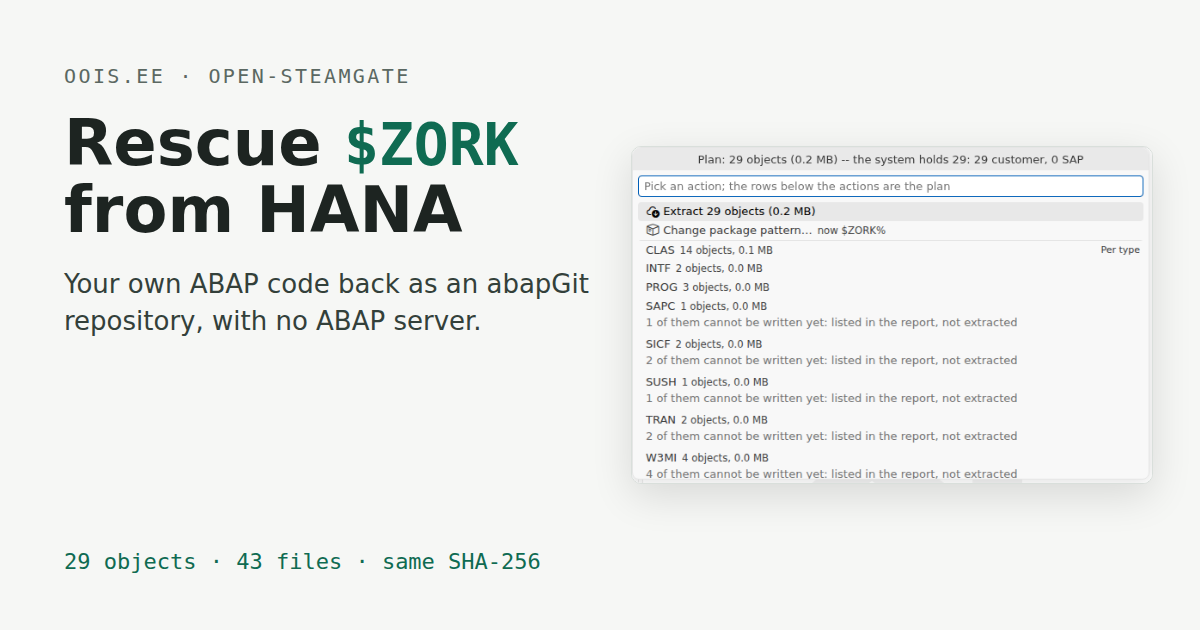 OOIS.EE · OPEN-STEAMGATE
Rescue $ZORK
from HANA
Your own ABAP code back as an abapGit
repository, with no ABAP server.
29 objects · 43 files · same SHA-256
Plan: 29 objects (0.2 MB) -- the system holds 29: 29 customer, 0 SAP
Pick an action; the rows below the actions are the plan
Extract 29 objects (0.2 MB)
Change package pattern... now $ZORK%
CLAS 14 objects, 0.1 MB Per type
INTF 2 objects, 0.0 MB
PROG 3 objects, 0.0 MB
SAPC 1 objects, 0.0 MB
1 of them cannot be written yet: listed in the report, not extracted
SICF 2 objects, 0.0 MB
2 of them cannot be written yet: listed in the report, not extracted
SUSH 1 objects, 0.0 MB
1 of them cannot be written yet: listed in the report, not extracted
TRAN 2 objects, 0.0 MB
2 of them cannot be written yet: listed in the report, not extracted
W3MI 4 objects, 0.0 MB
4 of them cannot be written yet: listed in the report, not extracted